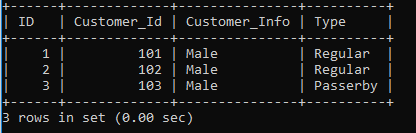 +------+-------------+---------------+-----------+
| ID   | Customer_Id | Customer_Info | Type      |
+------+-------------+---------------+-----------+
|    1 |         101 | Male          | Regular   |
|    2 |         102 | Male          | Regular   |
|    3 |         103 | Male          | Passerby  |
+------+-------------+---------------+-----------+
3 rows in set (0.00 sec)